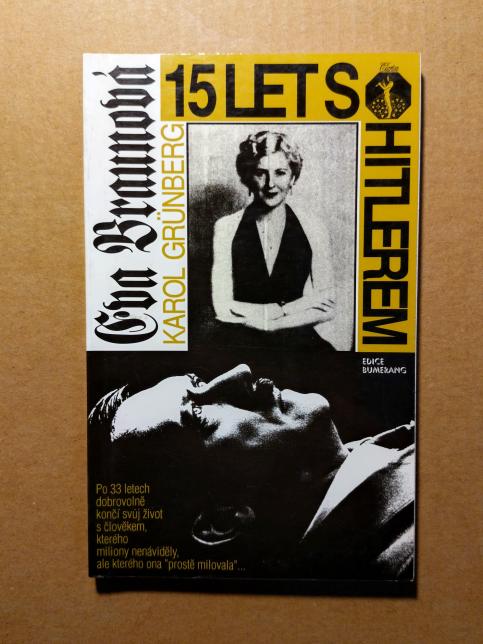 Eva Braunová
KAROL GRÜNBERG
15 LET S
HITLEREM
EDICE
BUMERANG
Po 33 letech
dobrovolně
končí svůj život
s člověkem,
kterého
miliony nenáviděly,
ale kterého ona "prostě milovala"...